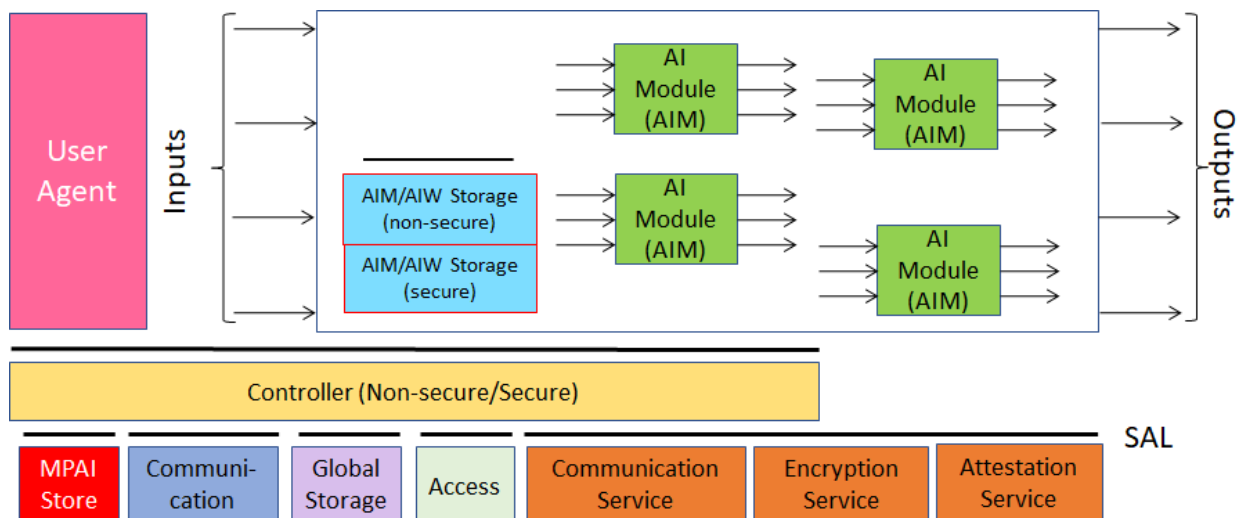 User
Agent
Inputs
AIM/AIW Storage
(non-secure)
AIM/AIW Storage
(secure)
AI
Module
(AIM)
AI
Module
(AIM)
AI
Module
(AIM)
AI
Module
(AIM)
Outputs
Controller (Non-secure/Secure)
SAL
MPAI
Store
Communi-
cation
Global
Storage
Access
Communication
Service
Encryption
Service
Attestation
Service